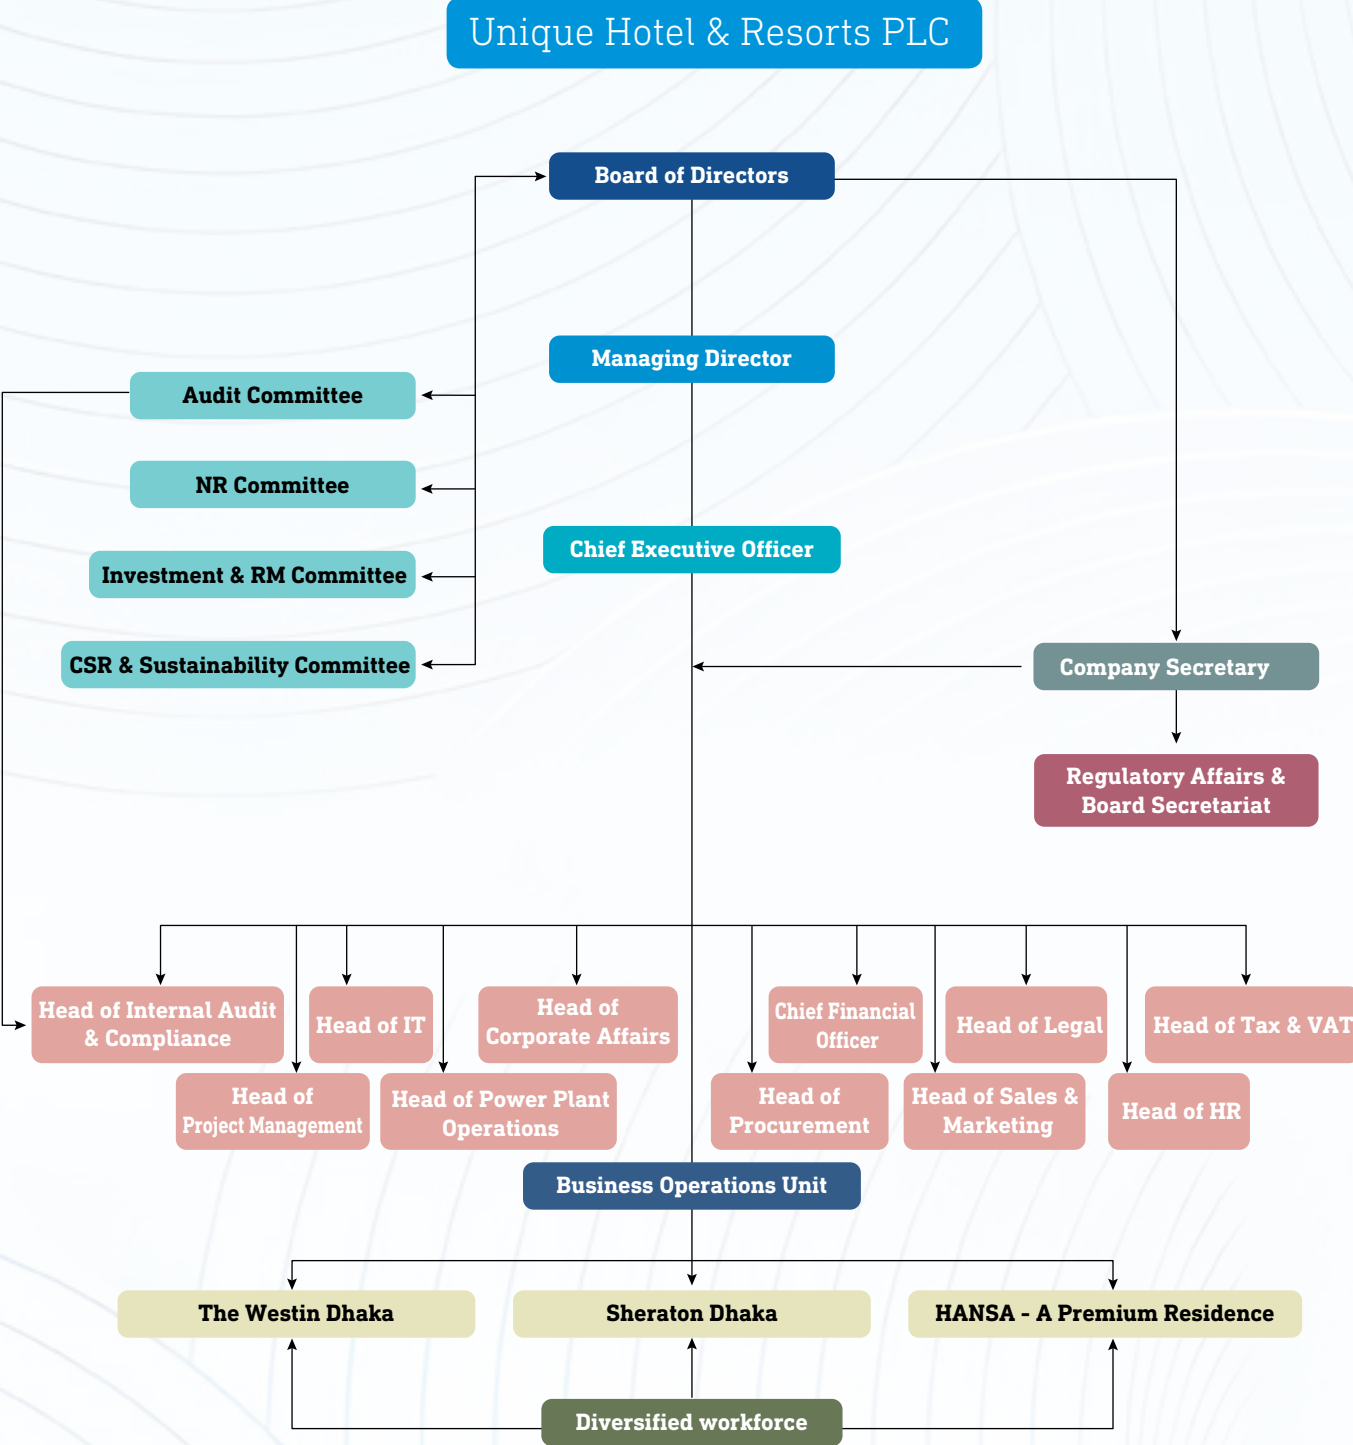 Unique Hotel & Resorts PLC
Board of Directors
Managing Director
Audit Committee
NR Committee
Chief Executive Officer
Investment & RM Committee
CSR & Sustainability Committee
Company Secretary
Regulatory Affairs &
Board Secretariat
Head of Internal Audit
& Compliance
Head of IT
Head of
Corporate Affairs
Chief Financial
Officer
Head of Legal
Head of Tax & VAT
Head of
Project Management
Head of Power Plant
Operations
Head of
Procurement
Head of Sales &
Marketing
Head of HR
Business Operations Unit
The Westin Dhaka
Sheraton Dhaka
HANSA - A Premium Residence
Diversified workforce